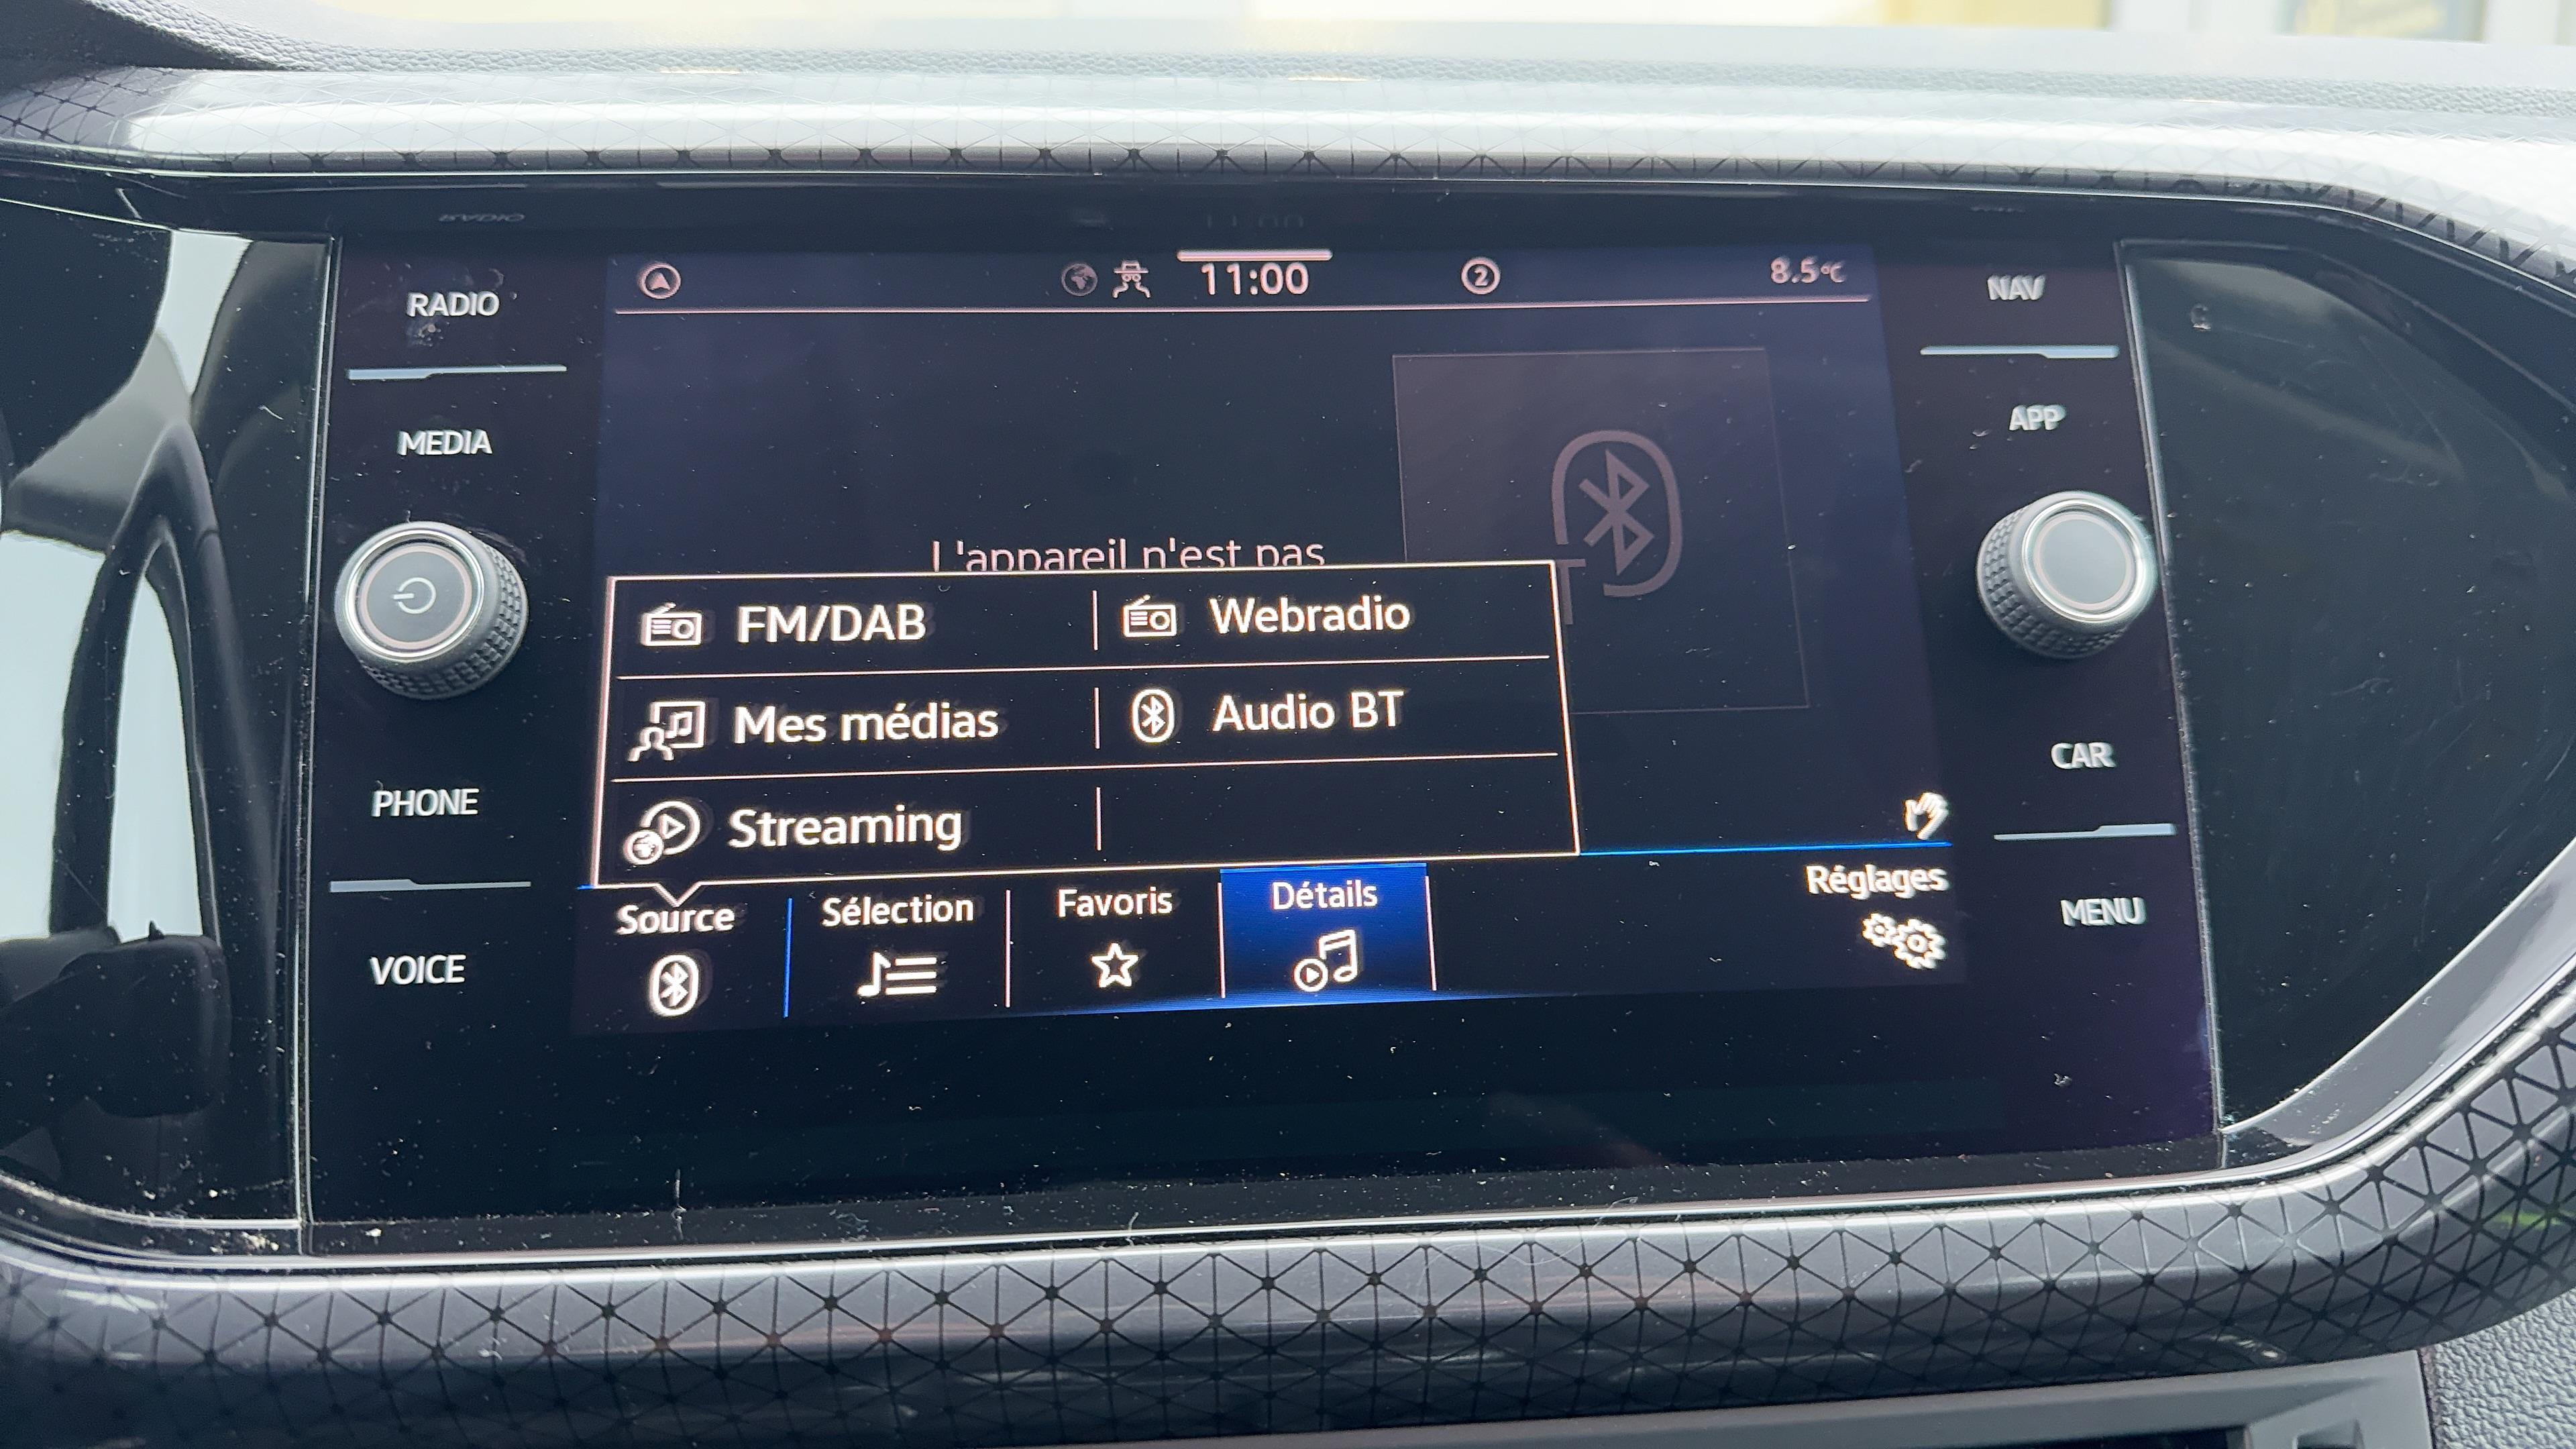 RADIO
MEDIA
PHONE
VOICE
11:00
2
8.5°C
L'appareil n'est pas
FM/DAB
Webradio
Mes médias
Audio BT
Streaming
Source
Sélection
Favoris
Détails
Réglages
NAV
APP
CAR
MENU